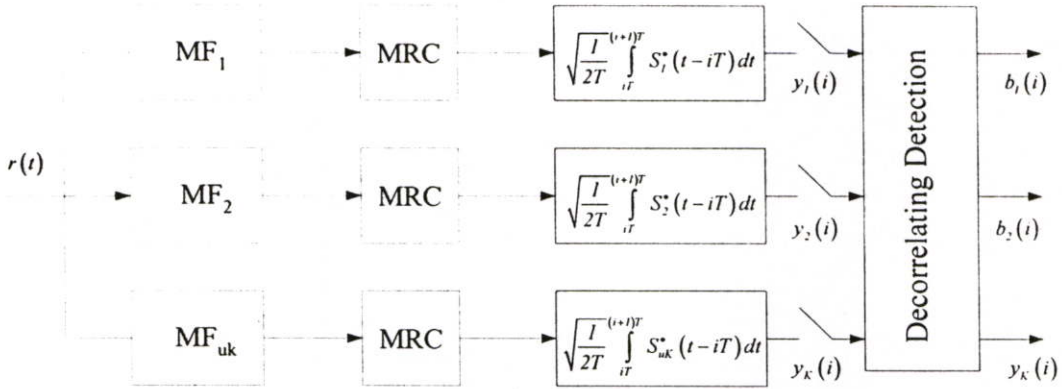 MF₁ MRC √(1/2T) ∫_{iT}^{(i+1)T} S₁*(t−iT)dt y₁(i) b₁(i)
r(t)
MF₂ MRC √(1/2T) ∫_{iT}^{(i+1)T} S₂*(t−iT)dt y₂(i) b₂(i)
MF_uk MRC √(1/2T) ∫_{iT}^{(i+1)T} S_uK*(t−iT)dt y_K(i) y_K(i)
Decorrelating Detection